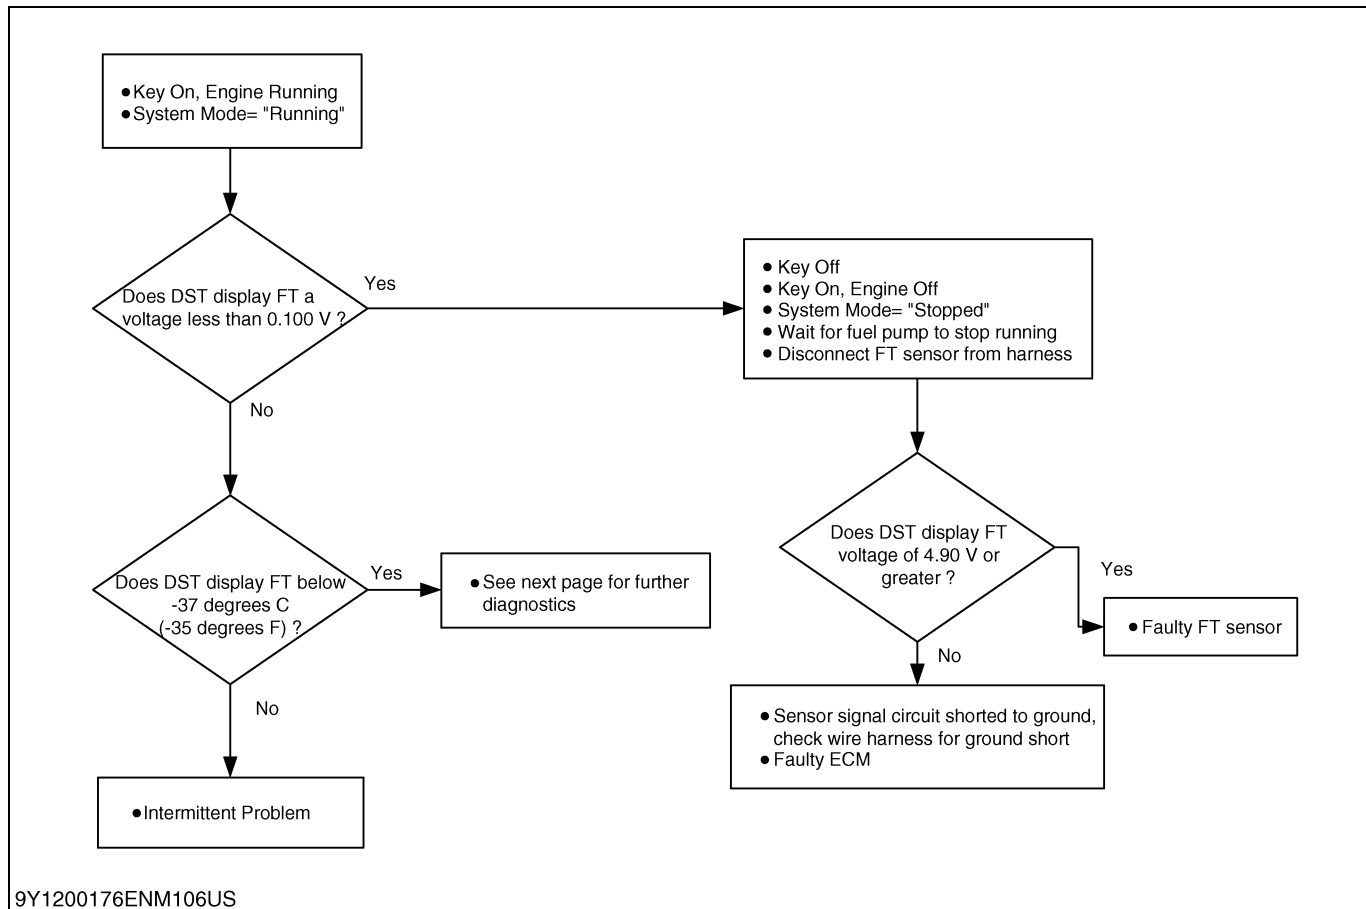 ●Key On, Engine Running
●System Mode= "Running"
Does DST display FT a
voltage less than 0.100 V ?
Yes
No
● Key Off
● Key On, Engine Off
● System Mode= "Stopped"
● Wait for fuel pump to stop running
● Disconnect FT sensor from harness
Does DST display FT
voltage of 4.90 V or
greater ?
Yes
● Faulty FT sensor
No
● Sensor signal circuit shorted to ground,
check wire harness for ground short
● Faulty ECM
Does DST display FT below
-37 degrees C
(-35 degrees F) ?
Yes
● See next page for further
diagnostics
No
●Intermittent Problem
9Y1200176ENM106US